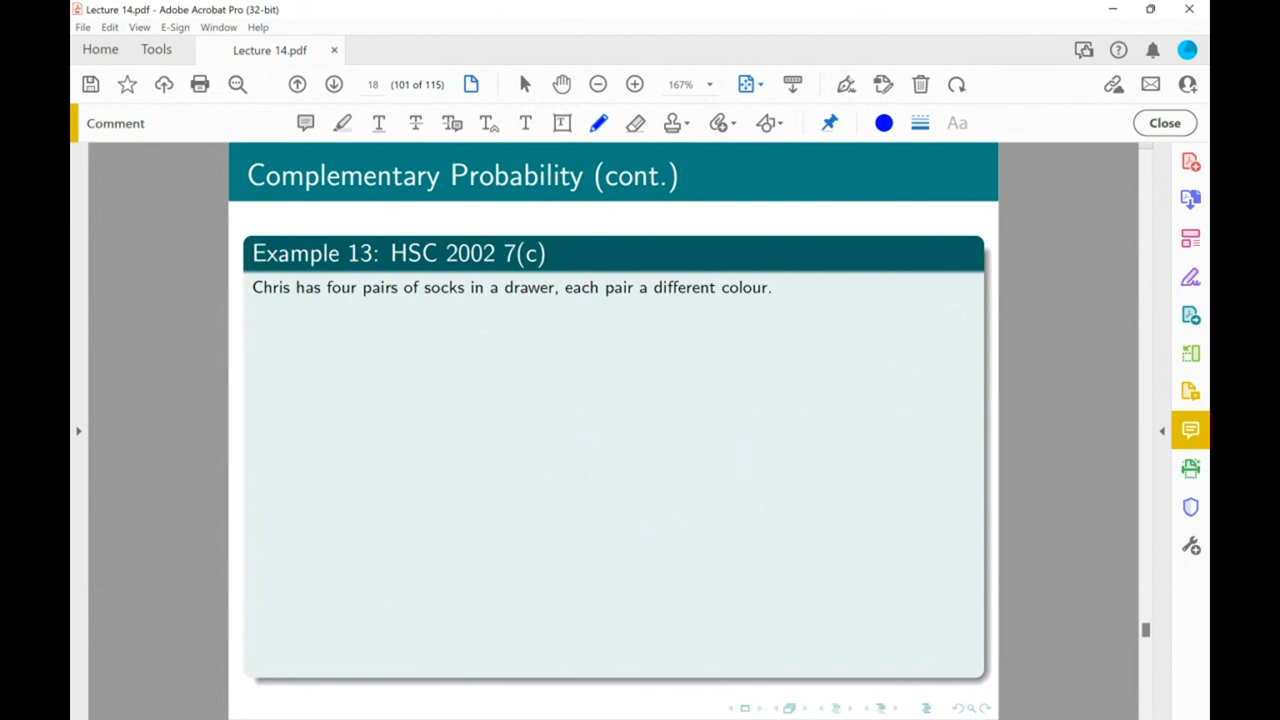 Lecture 14.pdf - Adobe Acrobat Pro (32-bit)
File Edit View E-Sign Window Help
Home Tools Lecture 14.pdf ×
18 (101 of 115) 167%
Comment Aa Close
Complementary Probability (cont.)
Example 13: HSC 2002 7(c)
Chris has four pairs of socks in a drawer, each pair a different colour.